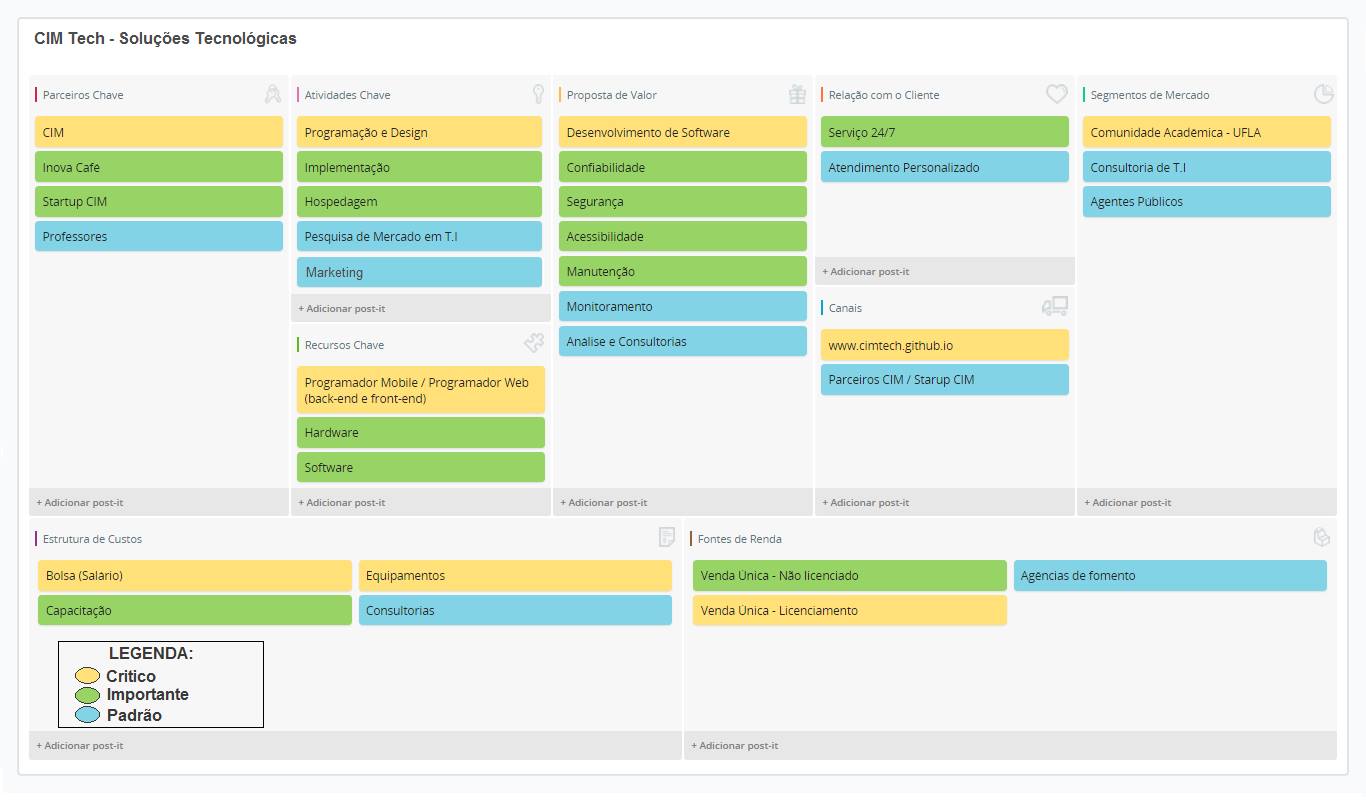 CIM Tech - Soluções Tecnológicas
Parceiros Chave
CIM
Inova Café
Startup CIM
Professores
+ Adicionar post-it
Atividades Chave
Programação e Design
Implementação
Hospedagem
Pesquisa de Mercado em T.I
Marketing
+ Adicionar post-it
Recursos Chave
Programador Mobile / Programador Web
(back-end e front-end)
Hardware
Software
+ Adicionar post-it
Proposta de Valor
Desenvolvimento de Software
Confiabilidade
Segurança
Acessibilidade
Manutenção
Monitoramento
Análise e Consultorias
+ Adicionar post-it
Relação com o Cliente
Serviço 24/7
Atendimento Personalizado
+ Adicionar post-it
Canais
www.cimtech.github.io
Parceiros CIM / Starup CIM
+ Adicionar post-it
Segmentos de Mercado
Comunidade Acadêmica - UFLA
Consultoria de T.I
Agentes Públicos
+ Adicionar post-it
Estrutura de Custos
Bolsa (Salário)
Equipamentos
Capacitação
Consultorias
LEGENDA:
Critico
Importante
Padrão
+ Adicionar post-it
Fontes de Renda
Venda Única - Não licenciado
Agências de fomento
Venda Única - Licenciamento
+ Adicionar post-it